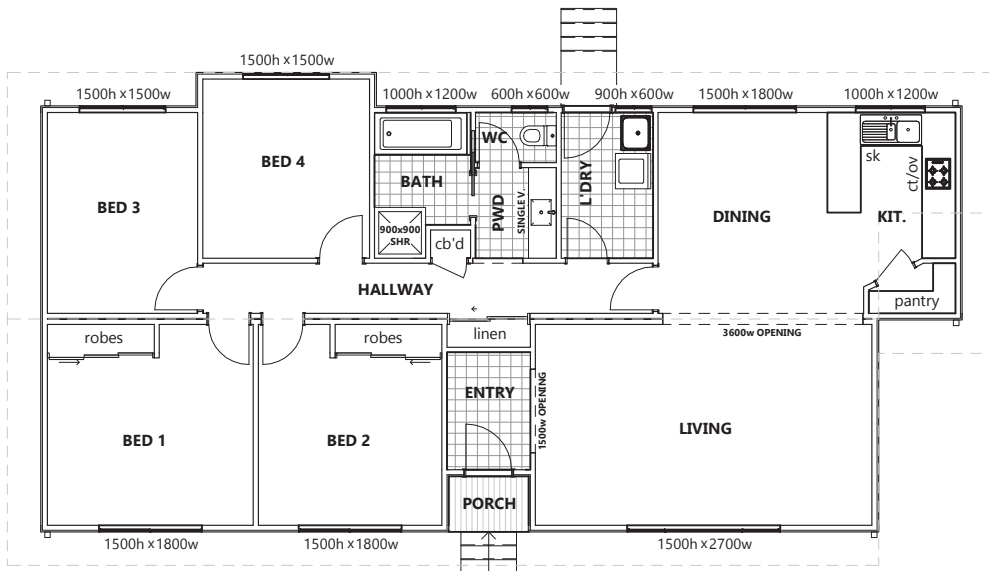 1500h x1500w
1500h x1500w
1000h x1200w
600h x600w
900h x600w
1500h x1800w
1000h x1200w
WC
sk
BED 4
BATH
L'DRY
ct/ov
BED 3
PWD
SINGLE V.
DINING
KIT.
900x900
SHR
cb'd
HALLWAY
pantry
robes
robes
linen
3600w OPENING
ENTRY
1500w OPENING
BED 1
BED 2
LIVING
PORCH
1500h x1800w
1500h x1800w
1500h x2700w